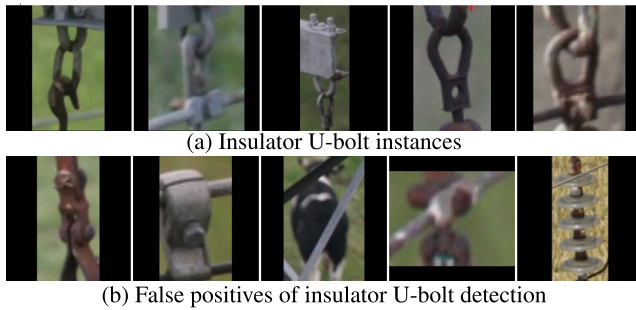 (a) Insulator U-bolt instances
(b) False positives of insulator U-bolt detection